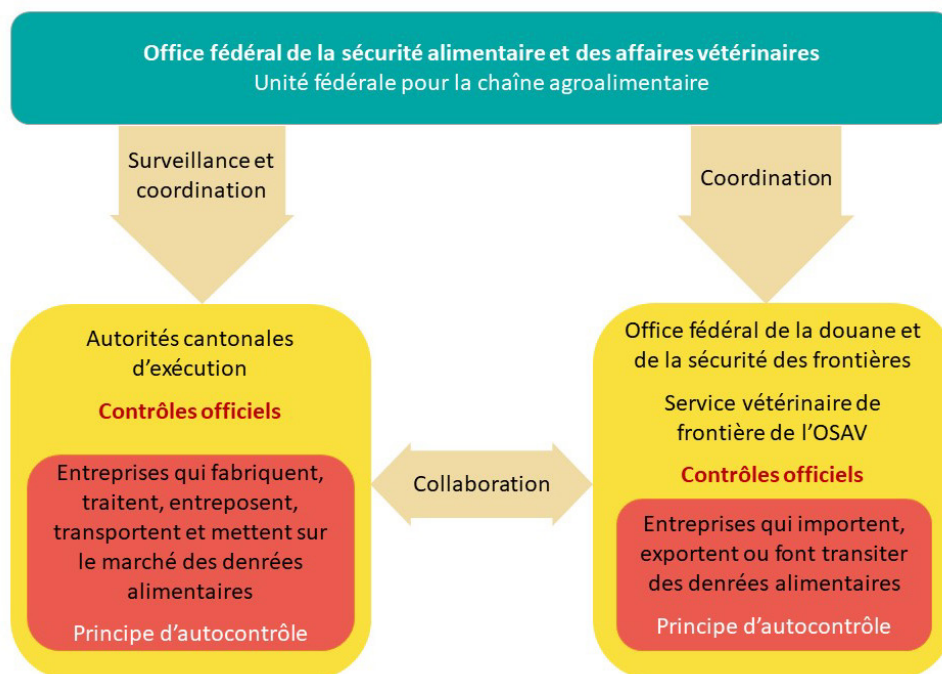 Office fédéral de la sécurité alimentaire et des affaires vétérinaires
Unité fédérale pour la chaîne agroalimentaire
Surveillance et
coordination
Coordination
Autorités cantonales
d'exécution
Contrôles officiels
Entreprises qui fabriquent,
traitent, entreposent,
transportent et mettent sur
le marché des denrées
alimentaires
Principe d'autocontrôle
Collaboration
Office fédéral de la douane et
de la sécurité des frontières
Service vétérinaire de
frontière de l'OSAV
Contrôles officiels
Entreprises qui importent,
exportent ou font transiter
des denrées alimentaires
Principe d'autocontrôle